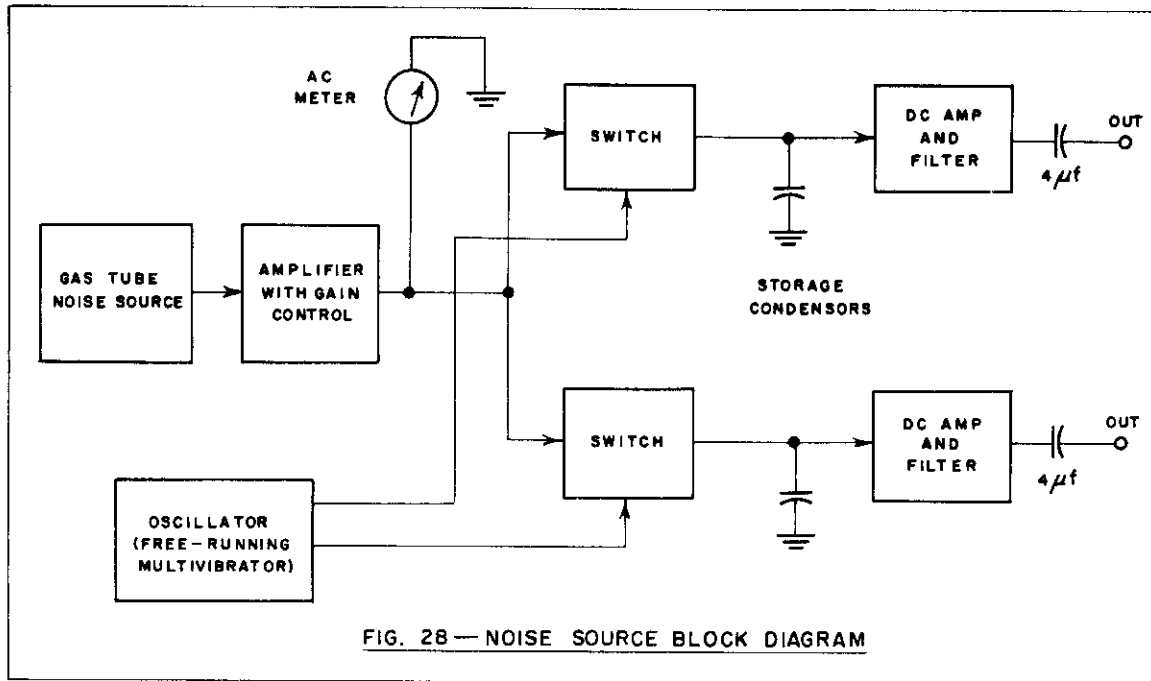 AC
METER
SWITCH
DC AMP
AND
FILTER
OUT
4μf
GAS TUBE
NOISE SOURCE
AMPLIFIER
WITH GAIN
CONTROL
STORAGE
CONDENSORS
SWITCH
DC AMP
AND
FILTER
OUT
4μf
OSCILLATOR
(FREE-RUNNING
MULTIVIBRATOR)
FIG. 28 — NOISE SOURCE BLOCK DIAGRAM